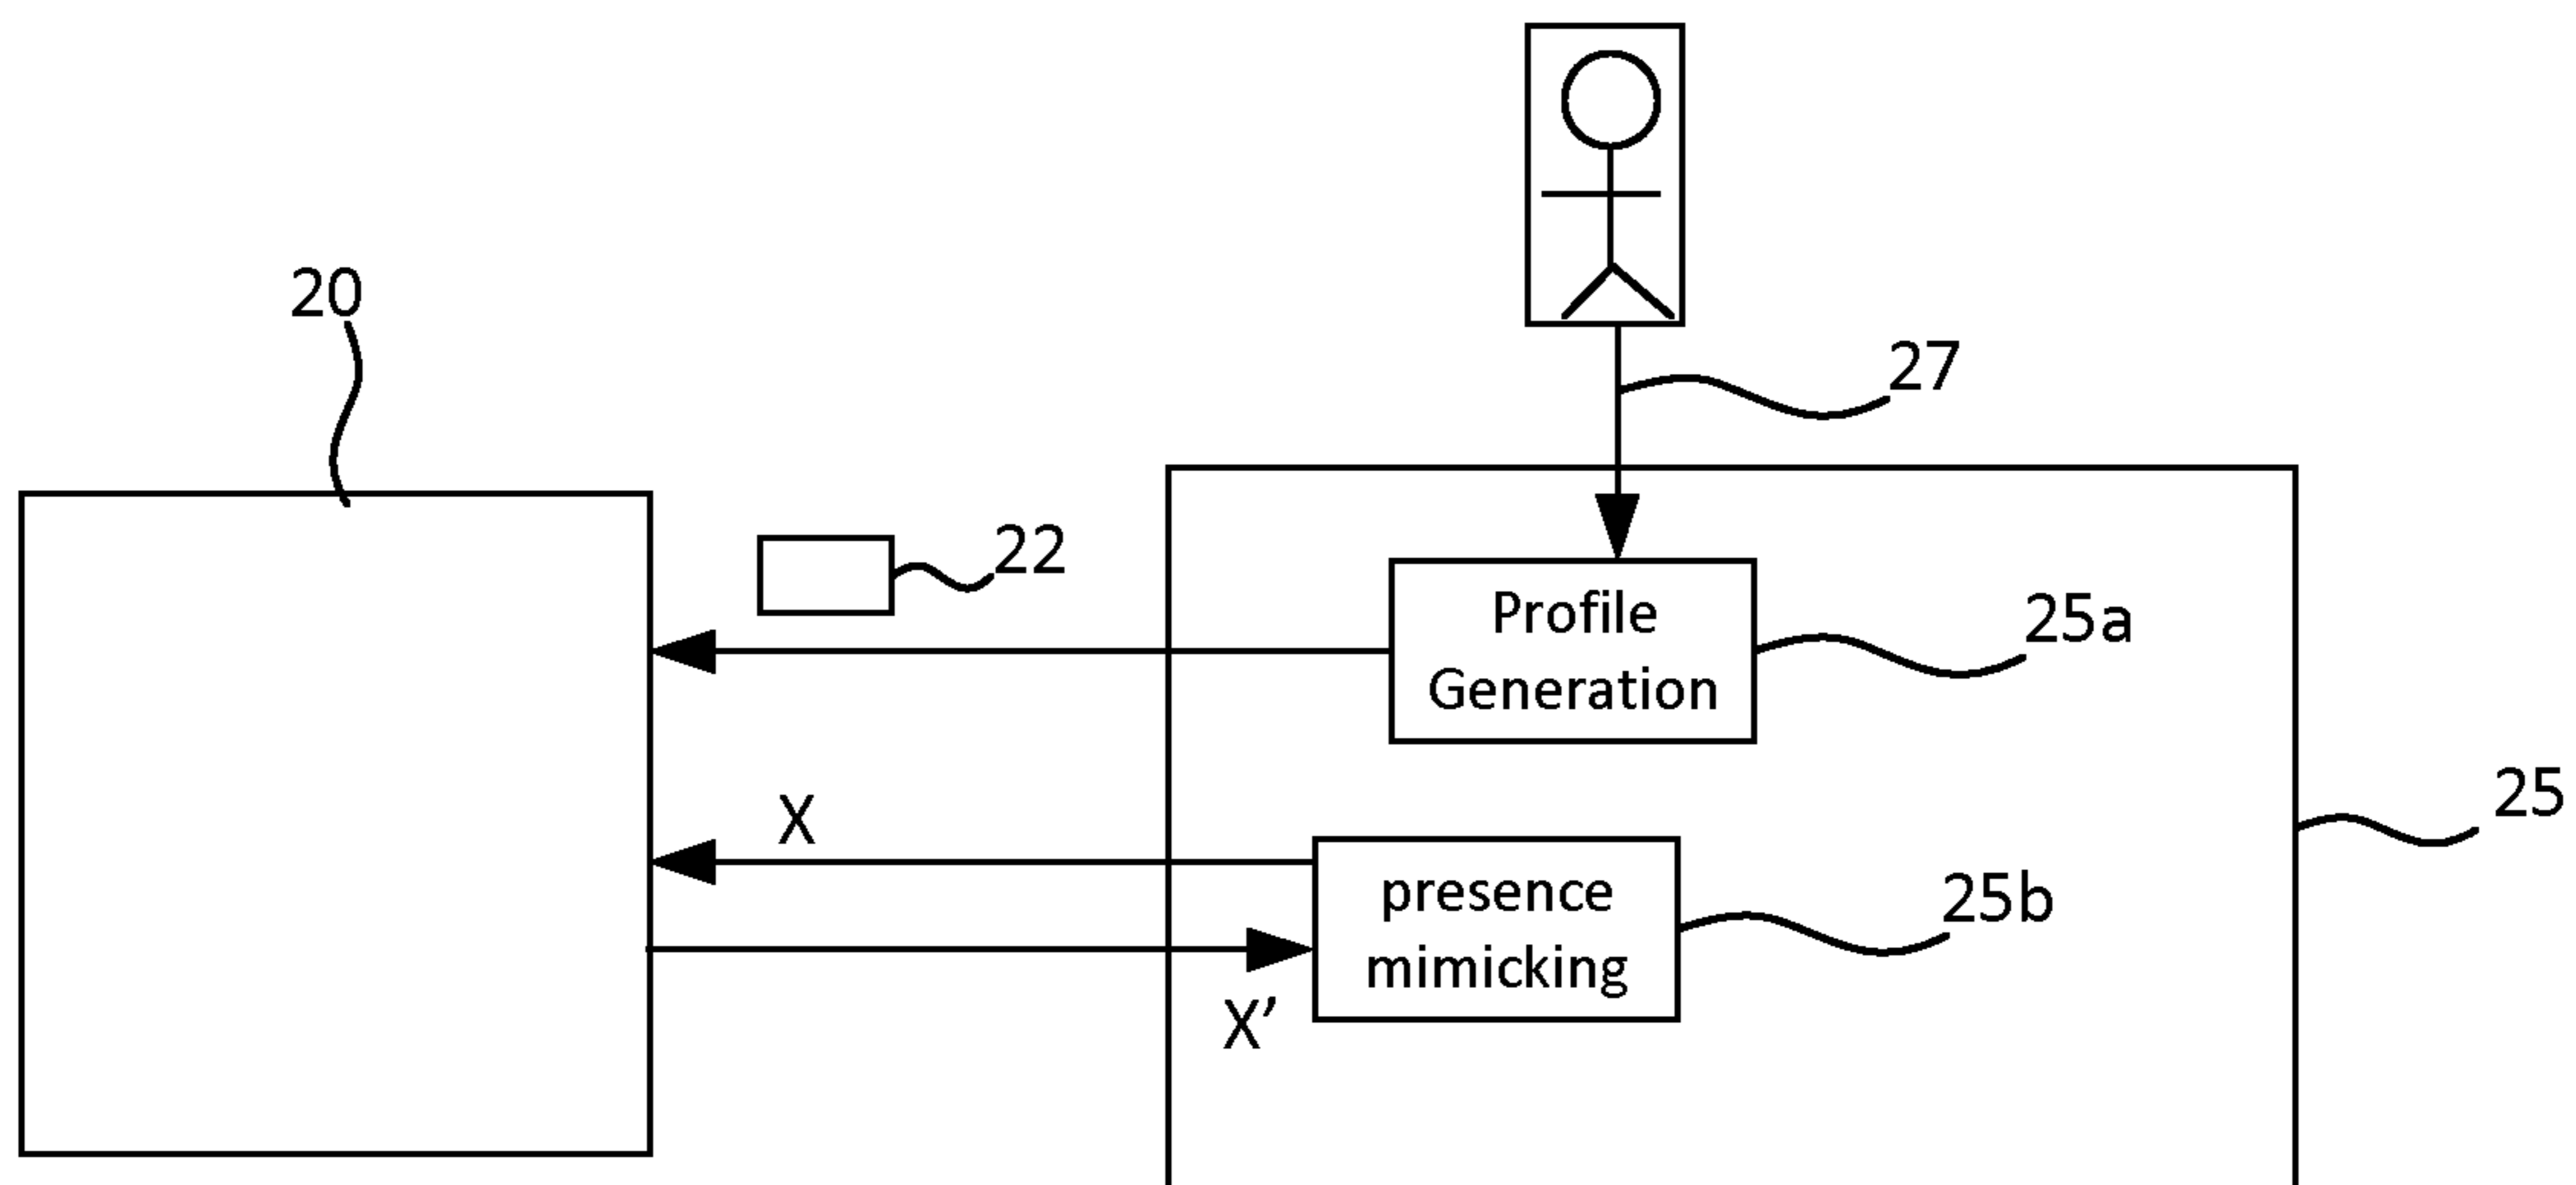 20
27
22
Profile
Generation
25a
X
25
presence
mimicking
25b
X'